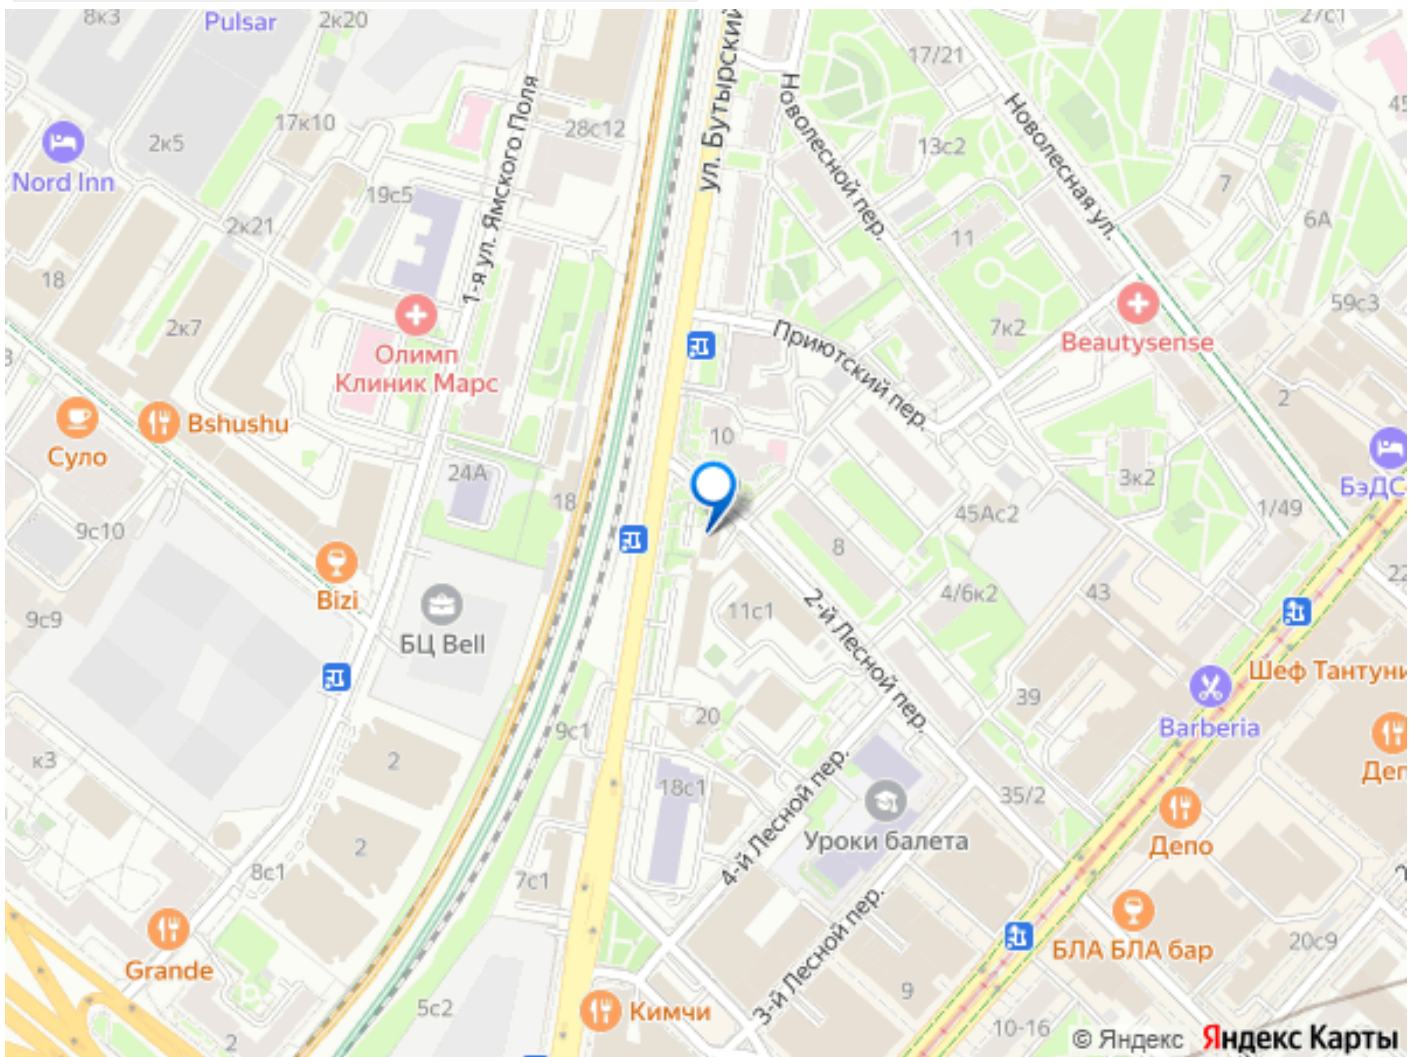 8к3
Pulsar
2к20
27с1
17/21
45
ул. Бутырский
Новолесной пер.
Новолесная ул.
1-я ул. Ямского Поля
2к5
17к10
28с12
13с2
Nord Inn
19с5
7
2к21
11
6А
18
2к7
7к2
59с3
Приютский пер.
Beautysense
Олимп
Клиник Марс
2
Bshushu
10
Суло
24А
3к2
БэДС
18
1/49
45Ас2
9с10
8
22
Bizi
4/6к2
43
11с1
9с9
БЦ Bell
2-й Лесной пер.
Шеф Тантуни
39
20
Barberia
9с1
к3
2
Деп
18с1
4-й Лесной пер.
35/2
Уроки балета
Депо
2
8с1
7с1
3-й Лесной пер.
БЛА БЛА бар
20с9
Grande
9
5с2
Кимчи
10-16
2
© Яндекс Яндекс Карты